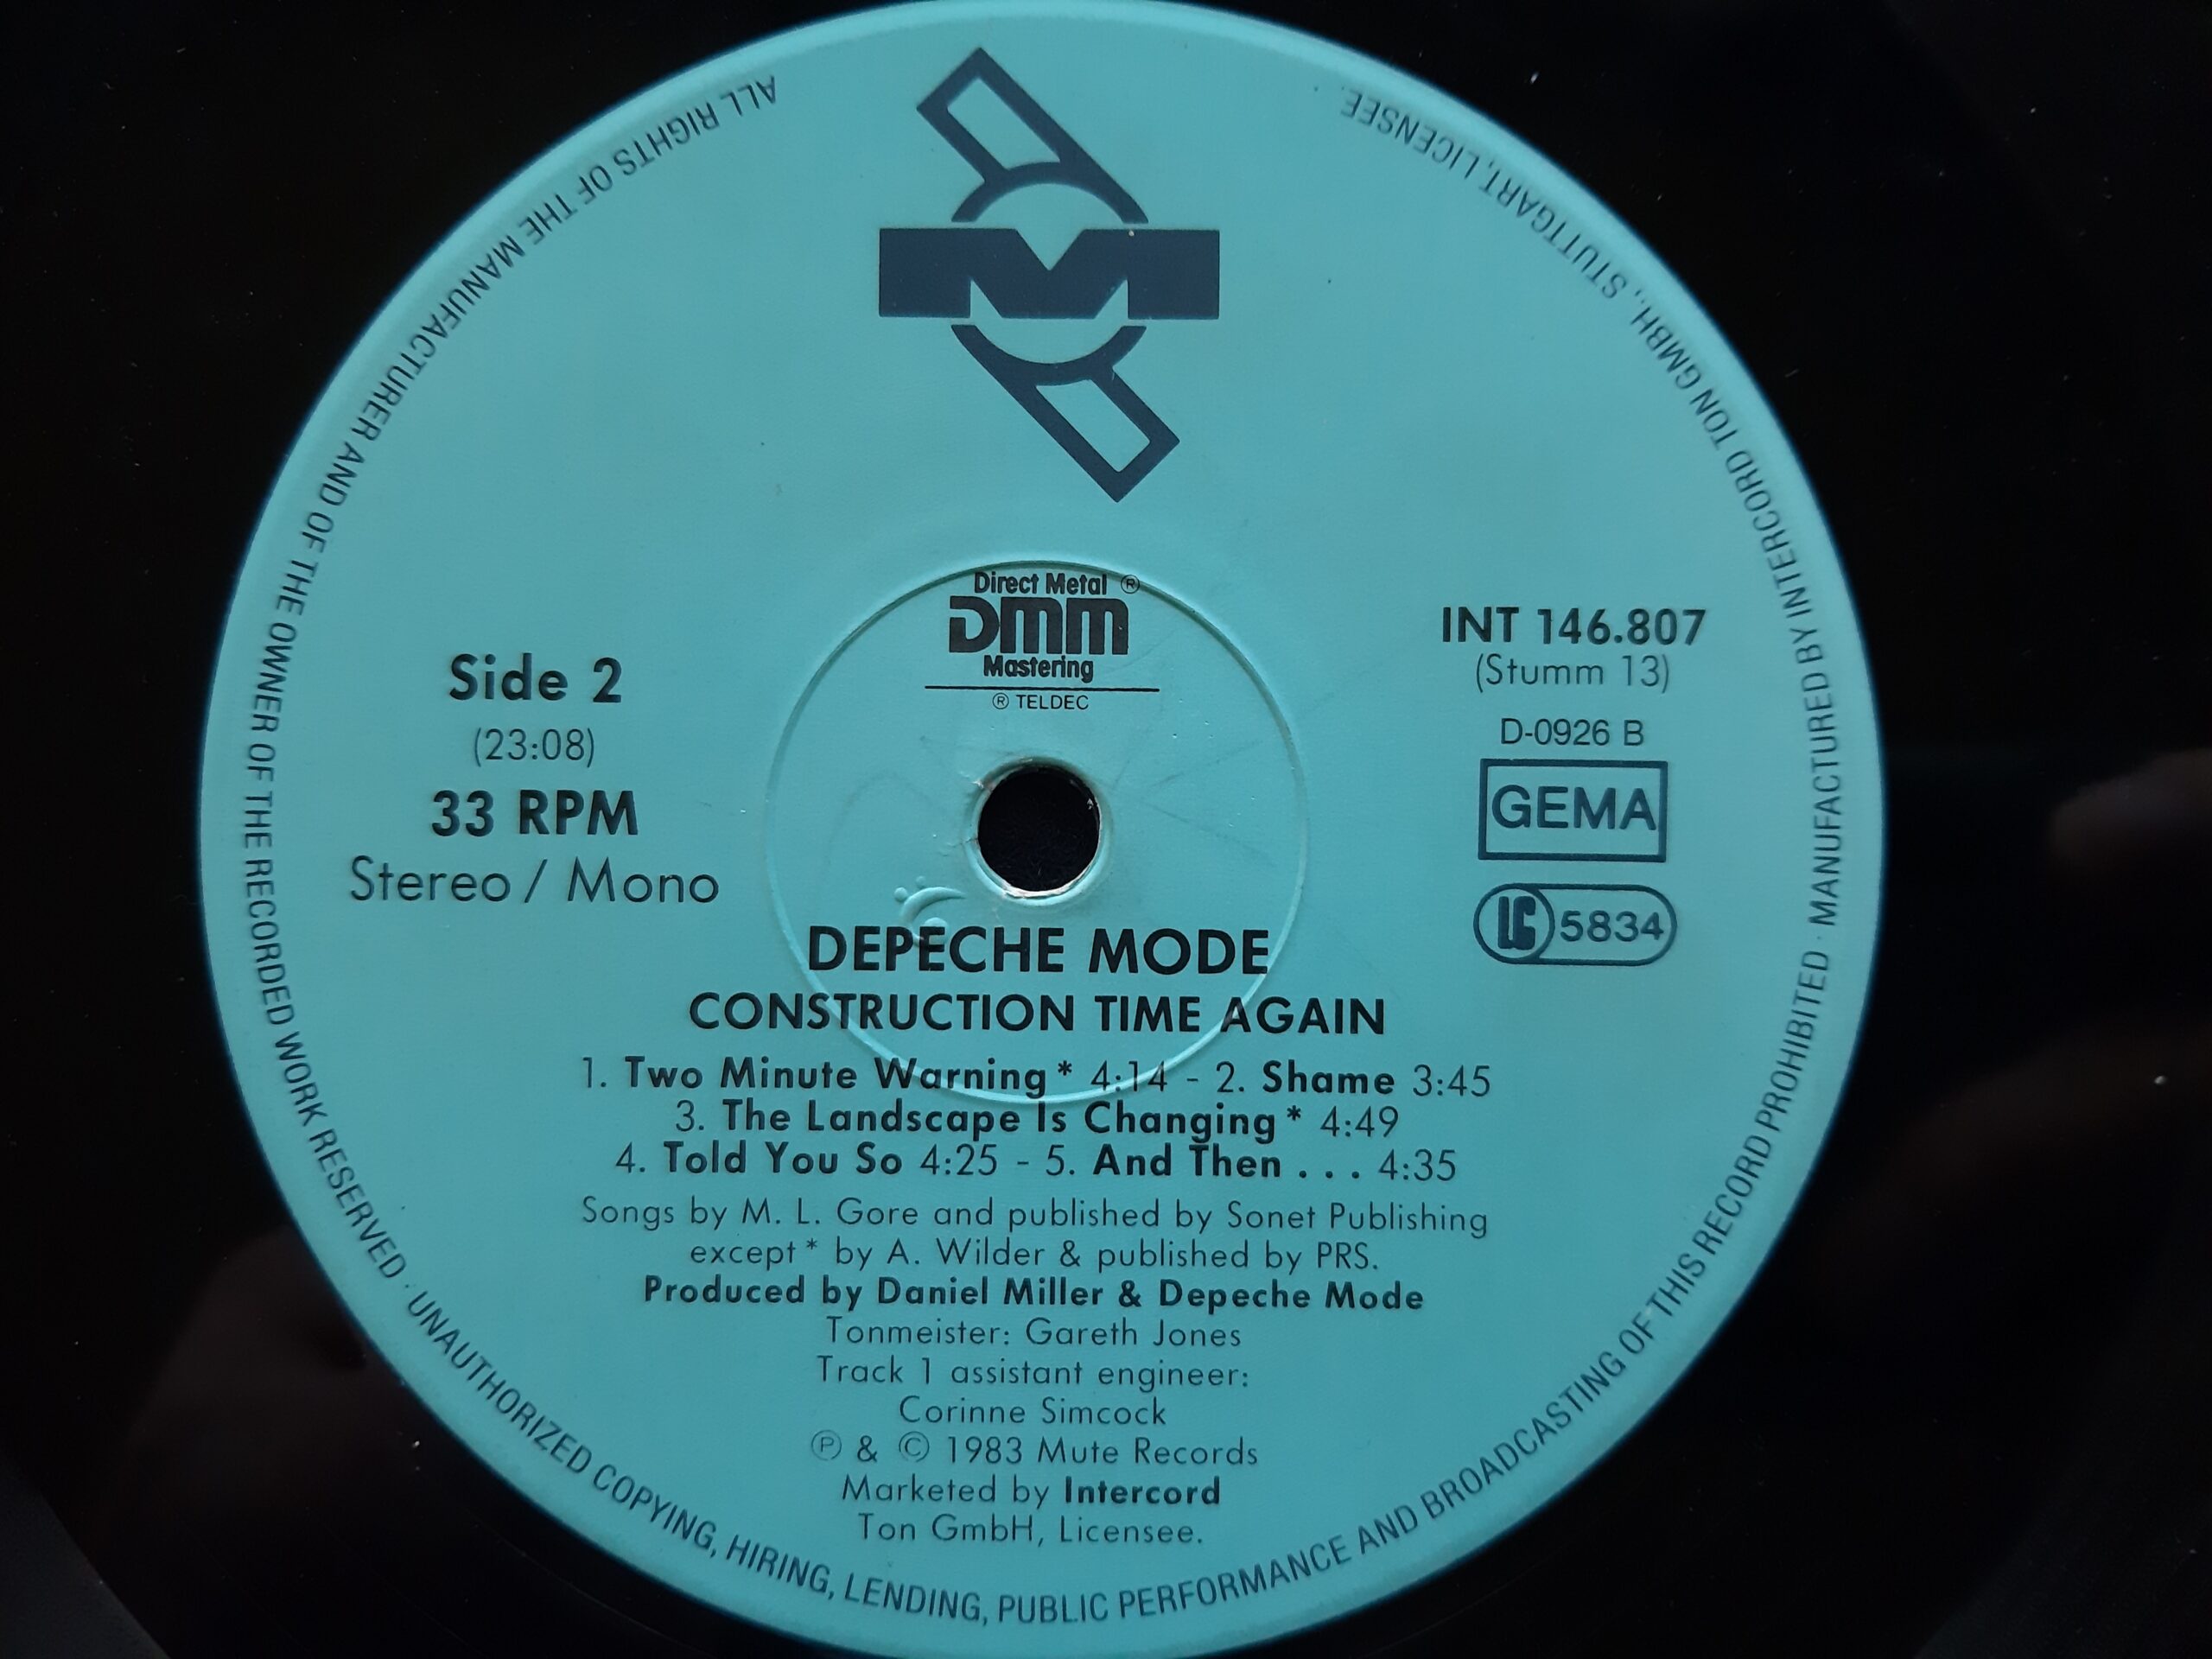 M
Direct Metal ®
DMM
Mastering
® TELDEC
Side 2
(23:08)
33 RPM
Stereo / Mono
INT 146.807
(Stumm 13)
D-0926 B
GEMA
LC 5834
DEPECHE MODE
CONSTRUCTION TIME AGAIN
1. Two Minute Warning * 4:14 - 2. Shame 3:45
3. The Landscape Is Changing * 4:49
4. Told You So 4:25 - 5. And Then . . . 4:35
Songs by M. L. Gore and published by Sonet Publishing
except * by A. Wilder & published by PRS.
Produced by Daniel Miller & Depeche Mode
Tonmeister: Gareth Jones
Track 1 assistant engineer:
Corinne Simcock
℗ & © 1983 Mute Records
Marketed by Intercord
Ton GmbH, Licensee.
ALL RIGHTS OF THE MANUFACTURER AND OF THE OWNER OF THE RECORDED WORK RESERVED · UNAUTHORIZED COPYING, HIRING, LENDING, PUBLIC PERFORMANCE AND BROADCASTING OF THIS RECORD PROHIBITED · MANUFACTURED BY INTERCORD TON GMBH., STUTTGART, LICENSEE